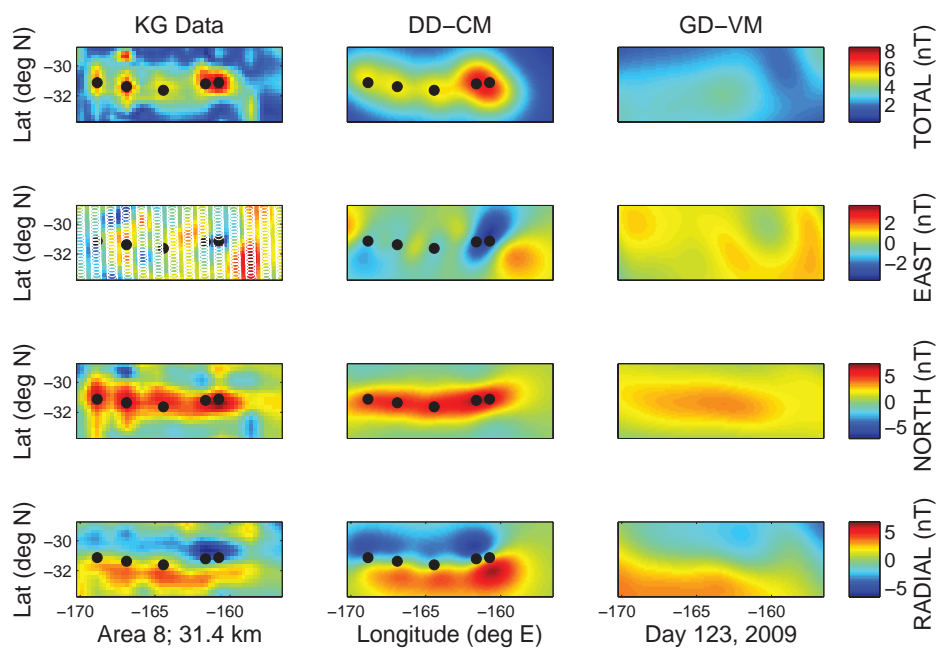 KG Data
DD−CM
GD−VM
Lat (deg N)
−30
−32
8
6
4
2
TOTAL (nT)
Lat (deg N)
−30
−32
2
0
−2
EAST (nT)
Lat (deg N)
−30
−32
5
0
−5
NORTH (nT)
Lat (deg N)
−30
−32
5
0
−5
RADIAL (nT)
−170 −165 −160
−170 −165 −160
−170 −165 −160
Area 8; 31.4 km
Longitude (deg E)
Day 123, 2009